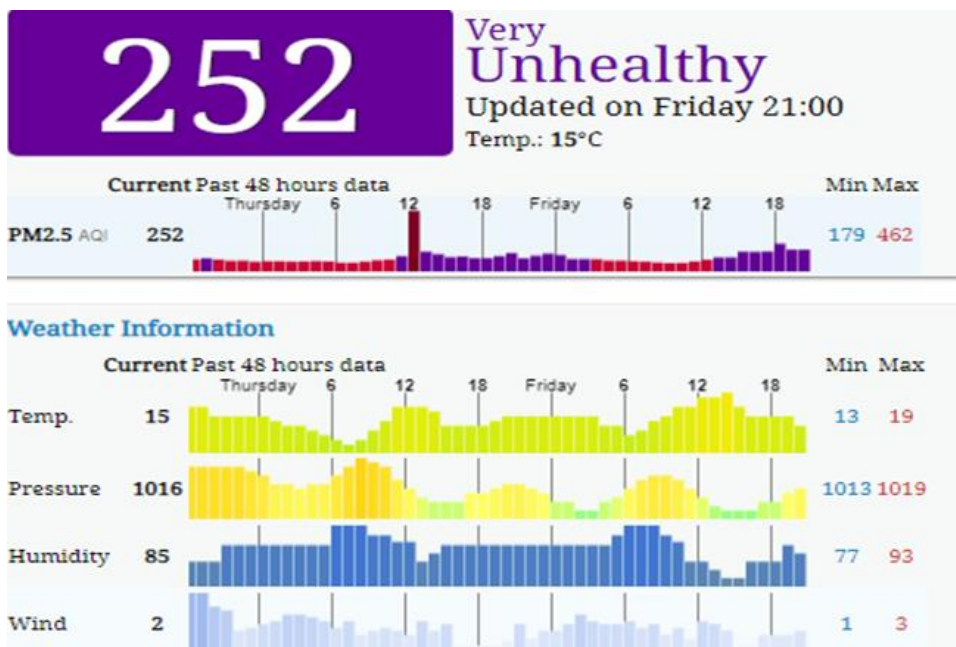 252
Very
Unhealthy
Updated on Friday 21:00
Temp.: 15°C
Current Past 48 hours data Min Max
Thursday 6 12 18 Friday 6 12 18
PM2.5 AQI 252 179 462
Weather Information
Current Past 48 hours data Min Max
Thursday 6 12 18 Friday 6 12 18
Temp. 15 13 19
Pressure 1016 1013 1019
Humidity 85 77 93
Wind 2 1 3